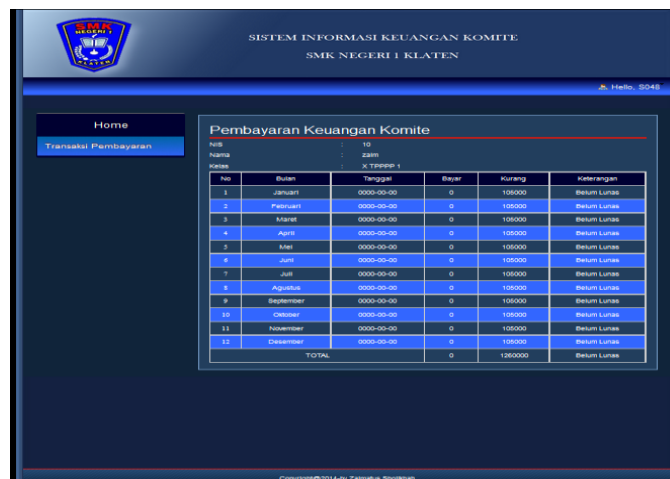 SMK
NEGERI 1
KLATEN
SISTEM INFORMASI KEUANGAN KOMITE
SMK NEGERI 1 KLATEN
Hello, S048
Home
Transaksi Pembayaran
Pembayaran Keuangan Komite
NIS : 10
Nama : zaim
Kelas : X TPPPP 1
No Bulan Tanggal Bayar Kurang Keterangan
1 Januari 0000-00-00 0 105000 Belum Lunas
2 Februari 0000-00-00 0 105000 Belum Lunas
3 Maret 0000-00-00 0 105000 Belum Lunas
4 April 0000-00-00 0 105000 Belum Lunas
5 Mei 0000-00-00 0 105000 Belum Lunas
6 Juni 0000-00-00 0 105000 Belum Lunas
7 Juli 0000-00-00 0 105000 Belum Lunas
8 Agustus 0000-00-00 0 105000 Belum Lunas
9 September 0000-00-00 0 105000 Belum Lunas
10 Oktober 0000-00-00 0 105000 Belum Lunas
11 November 0000-00-00 0 105000 Belum Lunas
12 Desember 0000-00-00 0 105000 Belum Lunas
TOTAL 0 1260000 Belum Lunas
Copyright@2014-by